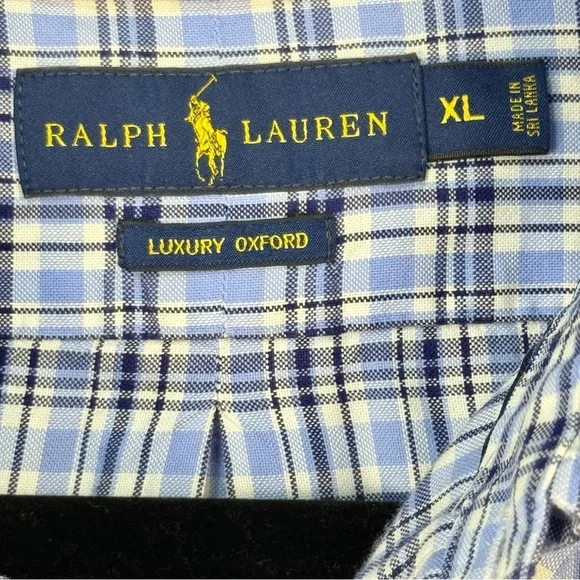 RALPH LAUREN
XL
MADE IN
SRI LANKA
LUXURY OXFORD